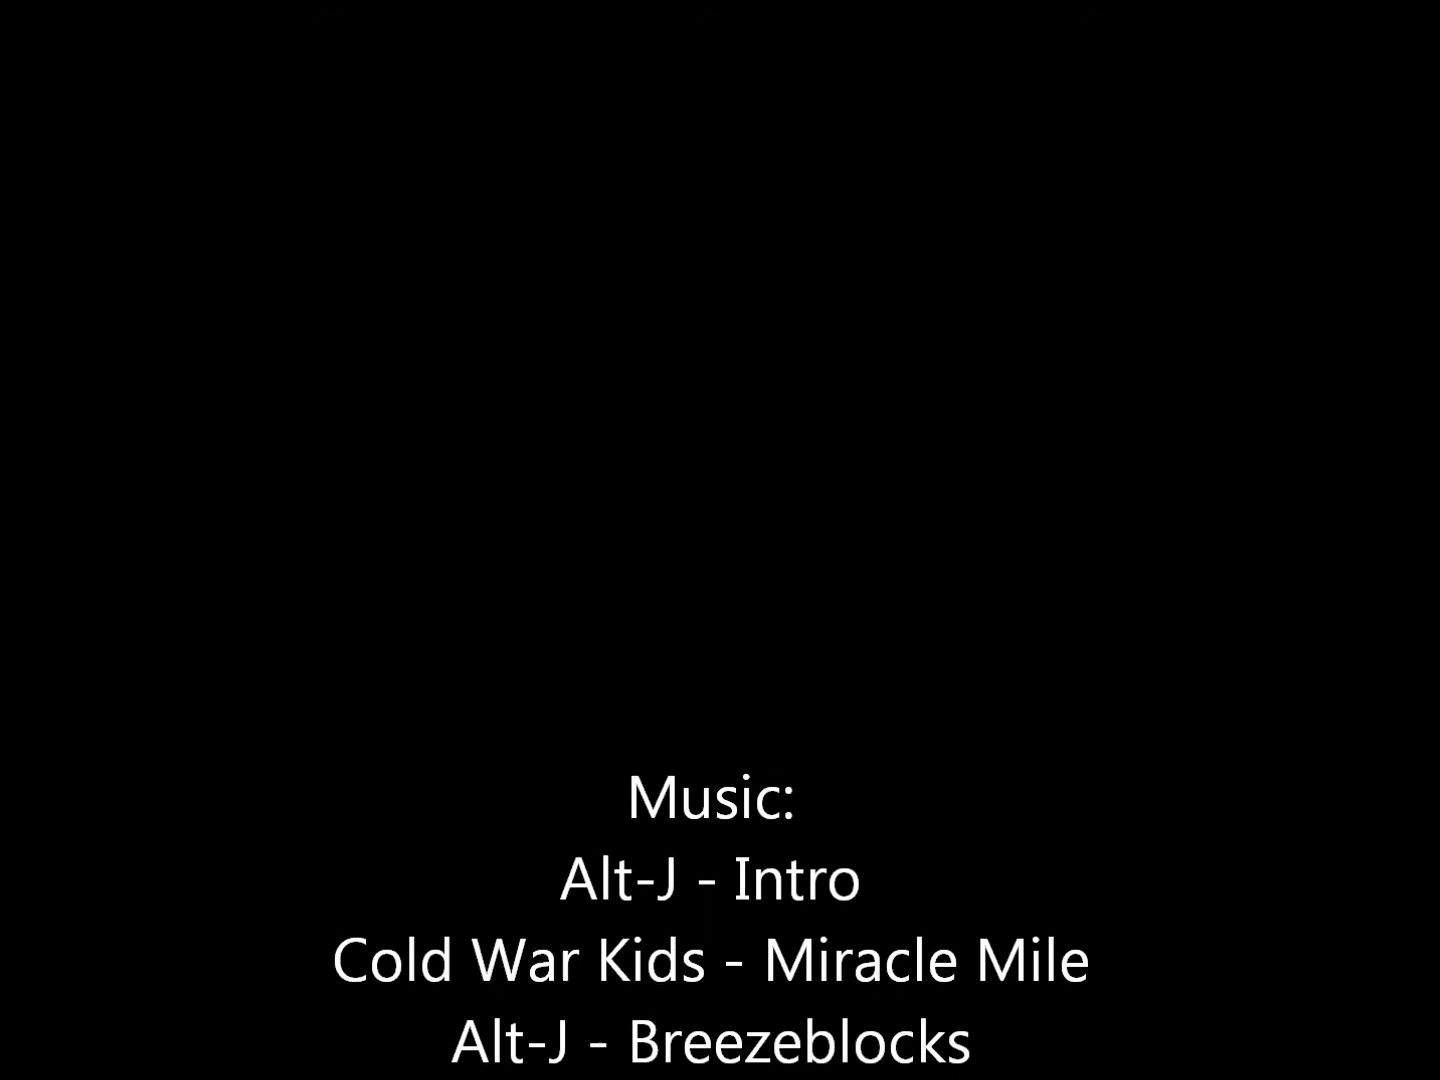 Music:
Alt-J - Intro
Cold War Kids - Miracle Mile
Alt-J - Breezeblocks